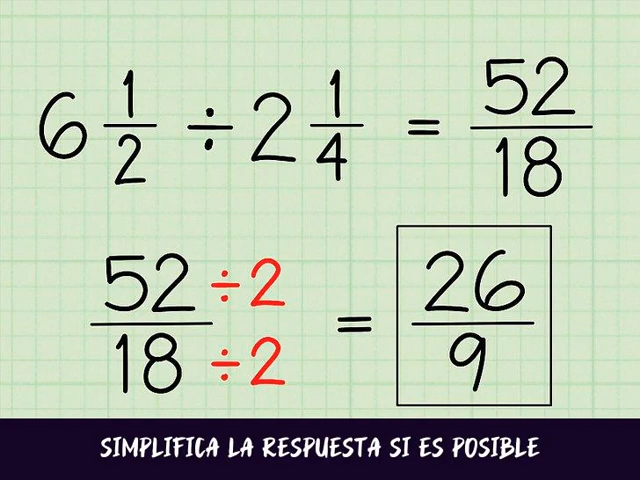 6 1/2 ÷ 2 1/4 = 52/18
52/18 ÷2/÷2 = 26/9
SIMPLIFICA LA RESPUESTA SI ES POSIBLE